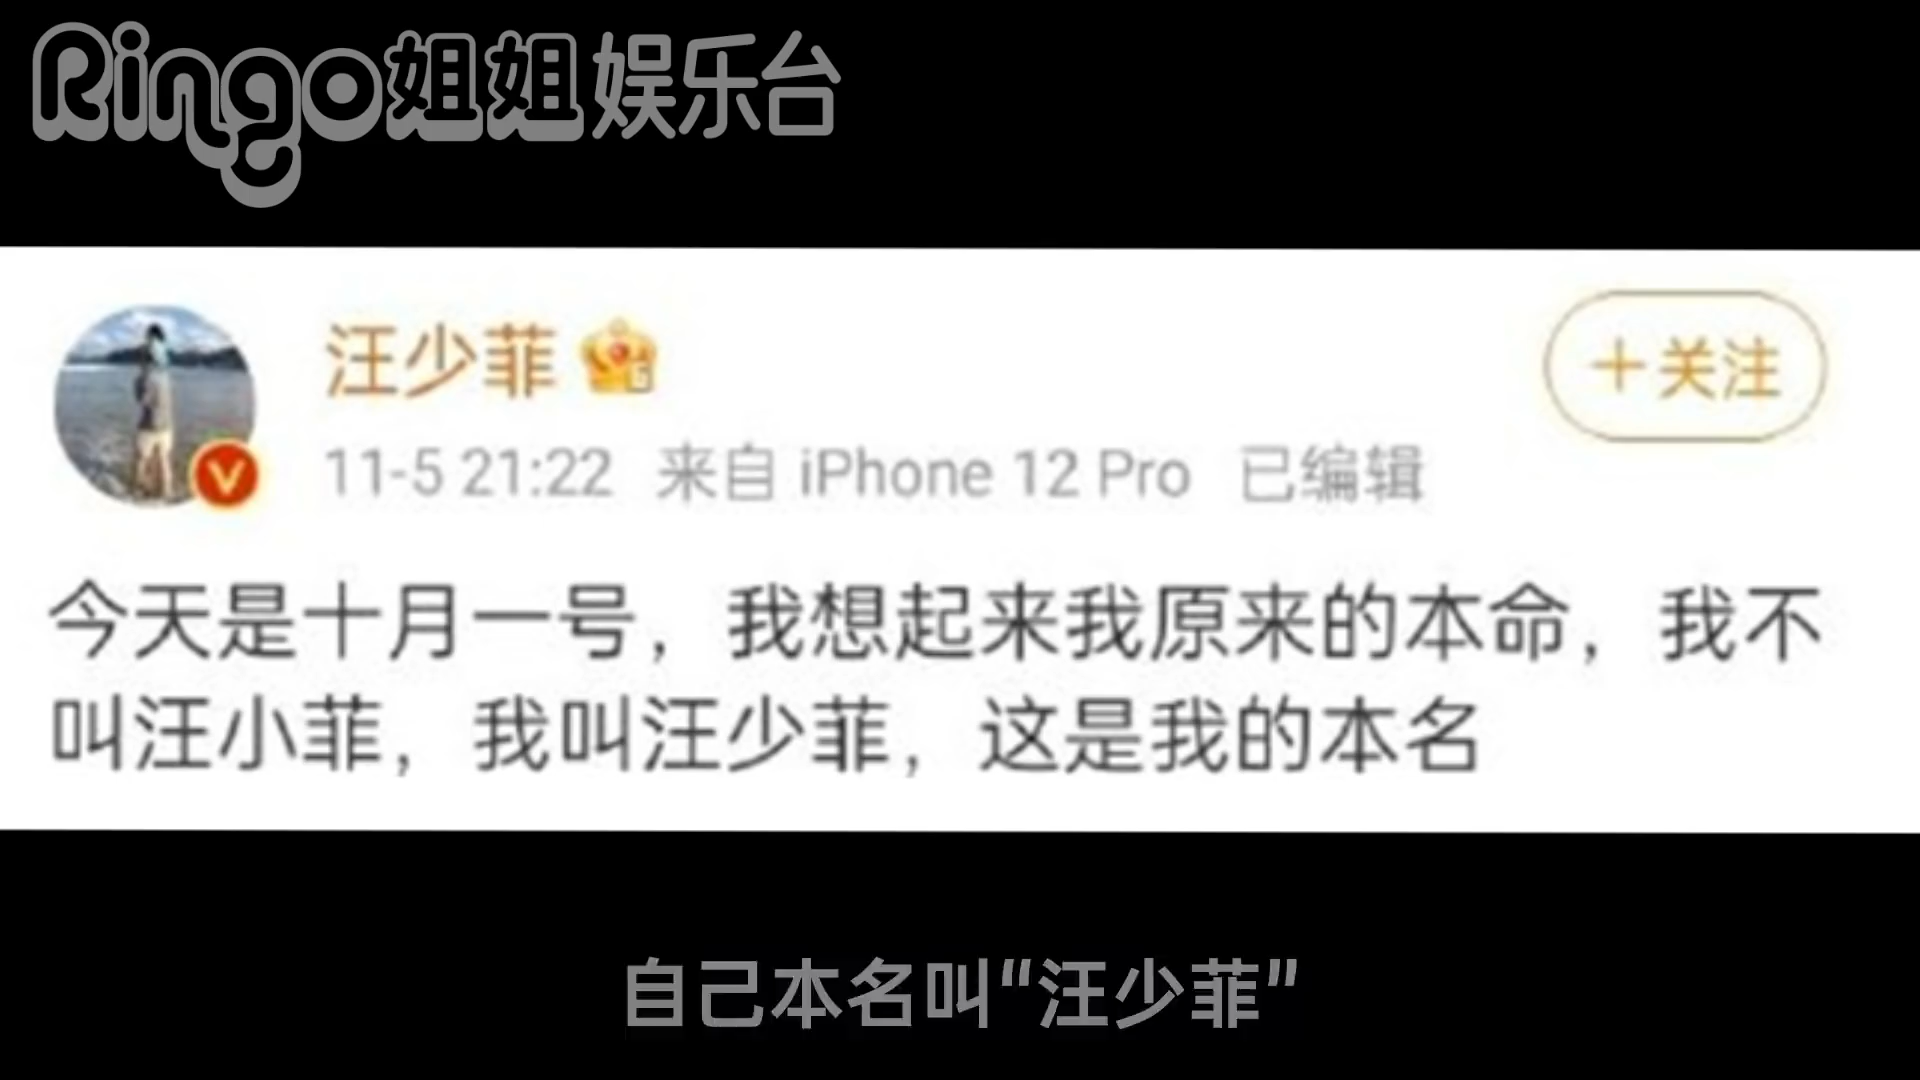 Ringo姐姐娱乐台
汪少菲
+关注
11-5 21:22 来自 iPhone 12 Pro 已编辑
今天是十月一号，我想起来我原来的本命，我不
叫汪小菲，我叫汪少菲，这是我的本名
自己本名叫“汪少菲”